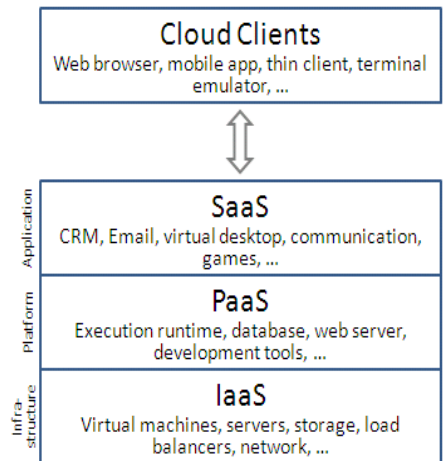 Cloud Clients
Web browser, mobile app, thin client, terminal
emulator, ...
Application
SaaS
CRM, Email, virtual desktop, communication,
games, ...
Platform
PaaS
Execution runtime, database, web server,
development tools, ...
Infra-
structure
IaaS
Virtual machines, servers, storage, load
balancers, network, ...